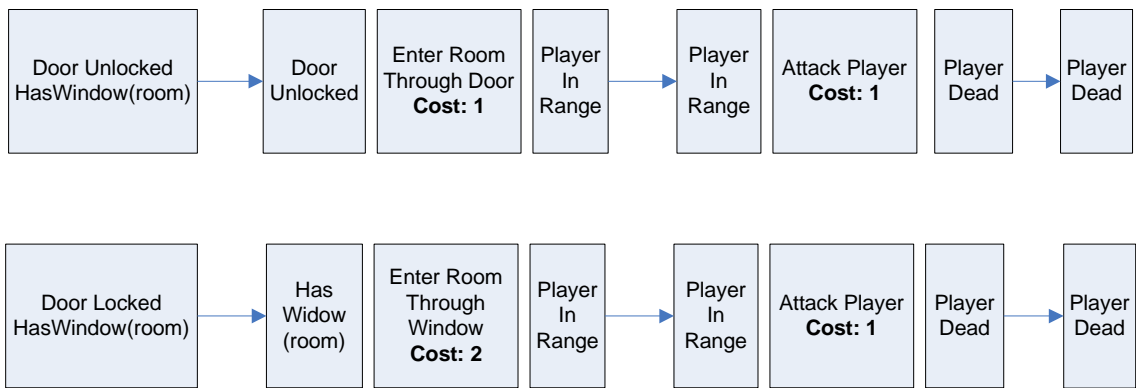 Door Unlocked
HasWindow(room)
Door
Unlocked
Enter Room
Through Door
Cost: 1
Player
In
Range
Player
In
Range
Attack Player
Cost: 1
Player
Dead
Player
Dead
Door Locked
HasWindow(room)
Has
Widow
(room)
Enter Room
Through
Window
Cost: 2
Player
In
Range
Player
In
Range
Attack Player
Cost: 1
Player
Dead
Player
Dead